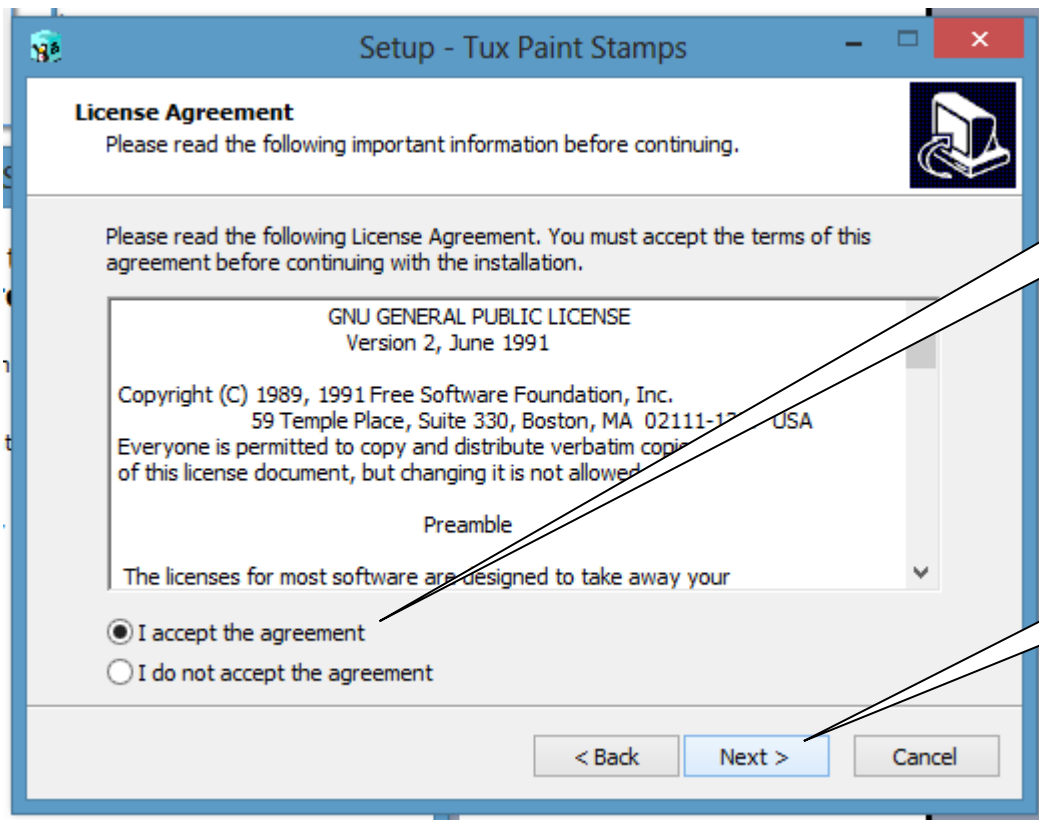 Setup - Tux Paint Stamps
License Agreement
Please read the following important information before continuing.
Please read the following License Agreement. You must accept the terms of this
agreement before continuing with the installation.
GNU GENERAL PUBLIC LICENSE
Version 2, June 1991
Copyright (C) 1989, 1991 Free Software Foundation, Inc.
59 Temple Place, Suite 330, Boston, MA 02111- USA
Everyone is permitted to copy and distribute verbatim
of this license document, but changing it is not allowed
Preamble
The licenses for most software are designed to take away your
I accept the agreement
I do not accept the agreement
< Back
Next >
Cancel